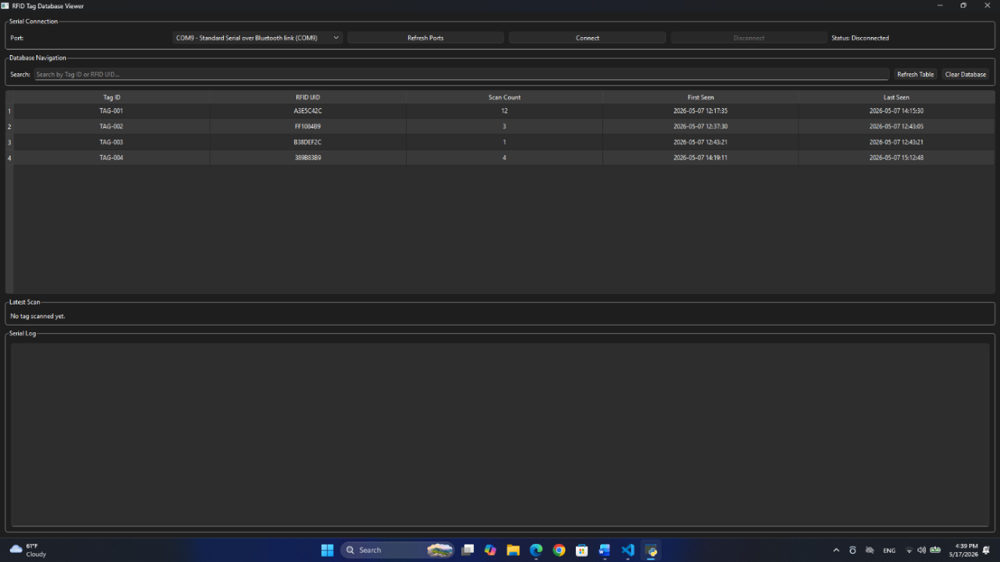 RFID Tag Database Viewer
Serial Connection
Port: COM9 - Standard Serial over Bluetooth link (COM9) Refresh Ports Connect Disconnect Status: Disconnected
Database Navigation
Search: Search by Tag ID or RFID UID... Refresh Table Clear Database
Tag ID RFID UID Scan Count First Seen Last Seen
1 TAG-001 A3E5C42C 12 2026-05-07 12:17:35 2026-05-07 14:15:30
2 TAG-002 FF1084B9 3 2026-05-07 12:37:30 2026-05-07 12:43:05
3 TAG-003 B38DEF2C 1 2026-05-07 12:43:21 2026-05-07 12:43:21
4 TAG-004 389B83B9 4 2026-05-07 14:19:11 2026-05-07 15:12:48
Latest Scan
No tag scanned yet.
Serial Log
61°F
Cloudy
Search
ENG
4:39 PM
5/17/2026